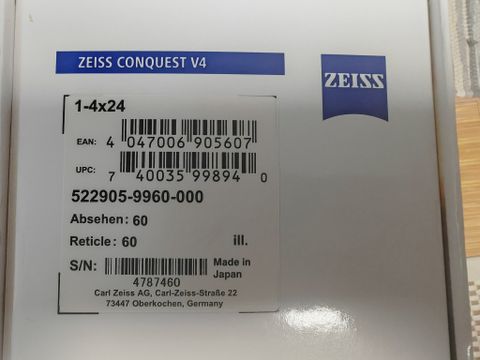 ZEISS CONQUEST V4
ZEISS
1-4x24
EAN: 4 047006 905607
UPC: 7 40035 99894 0
522905-9960-000
Absehen: 60
Reticle: 60 ill.
S/N: Made in
Japan
4787460
Carl Zeiss AG, Carl-Zeiss-Straße 22
73447 Oberkochen, Germany